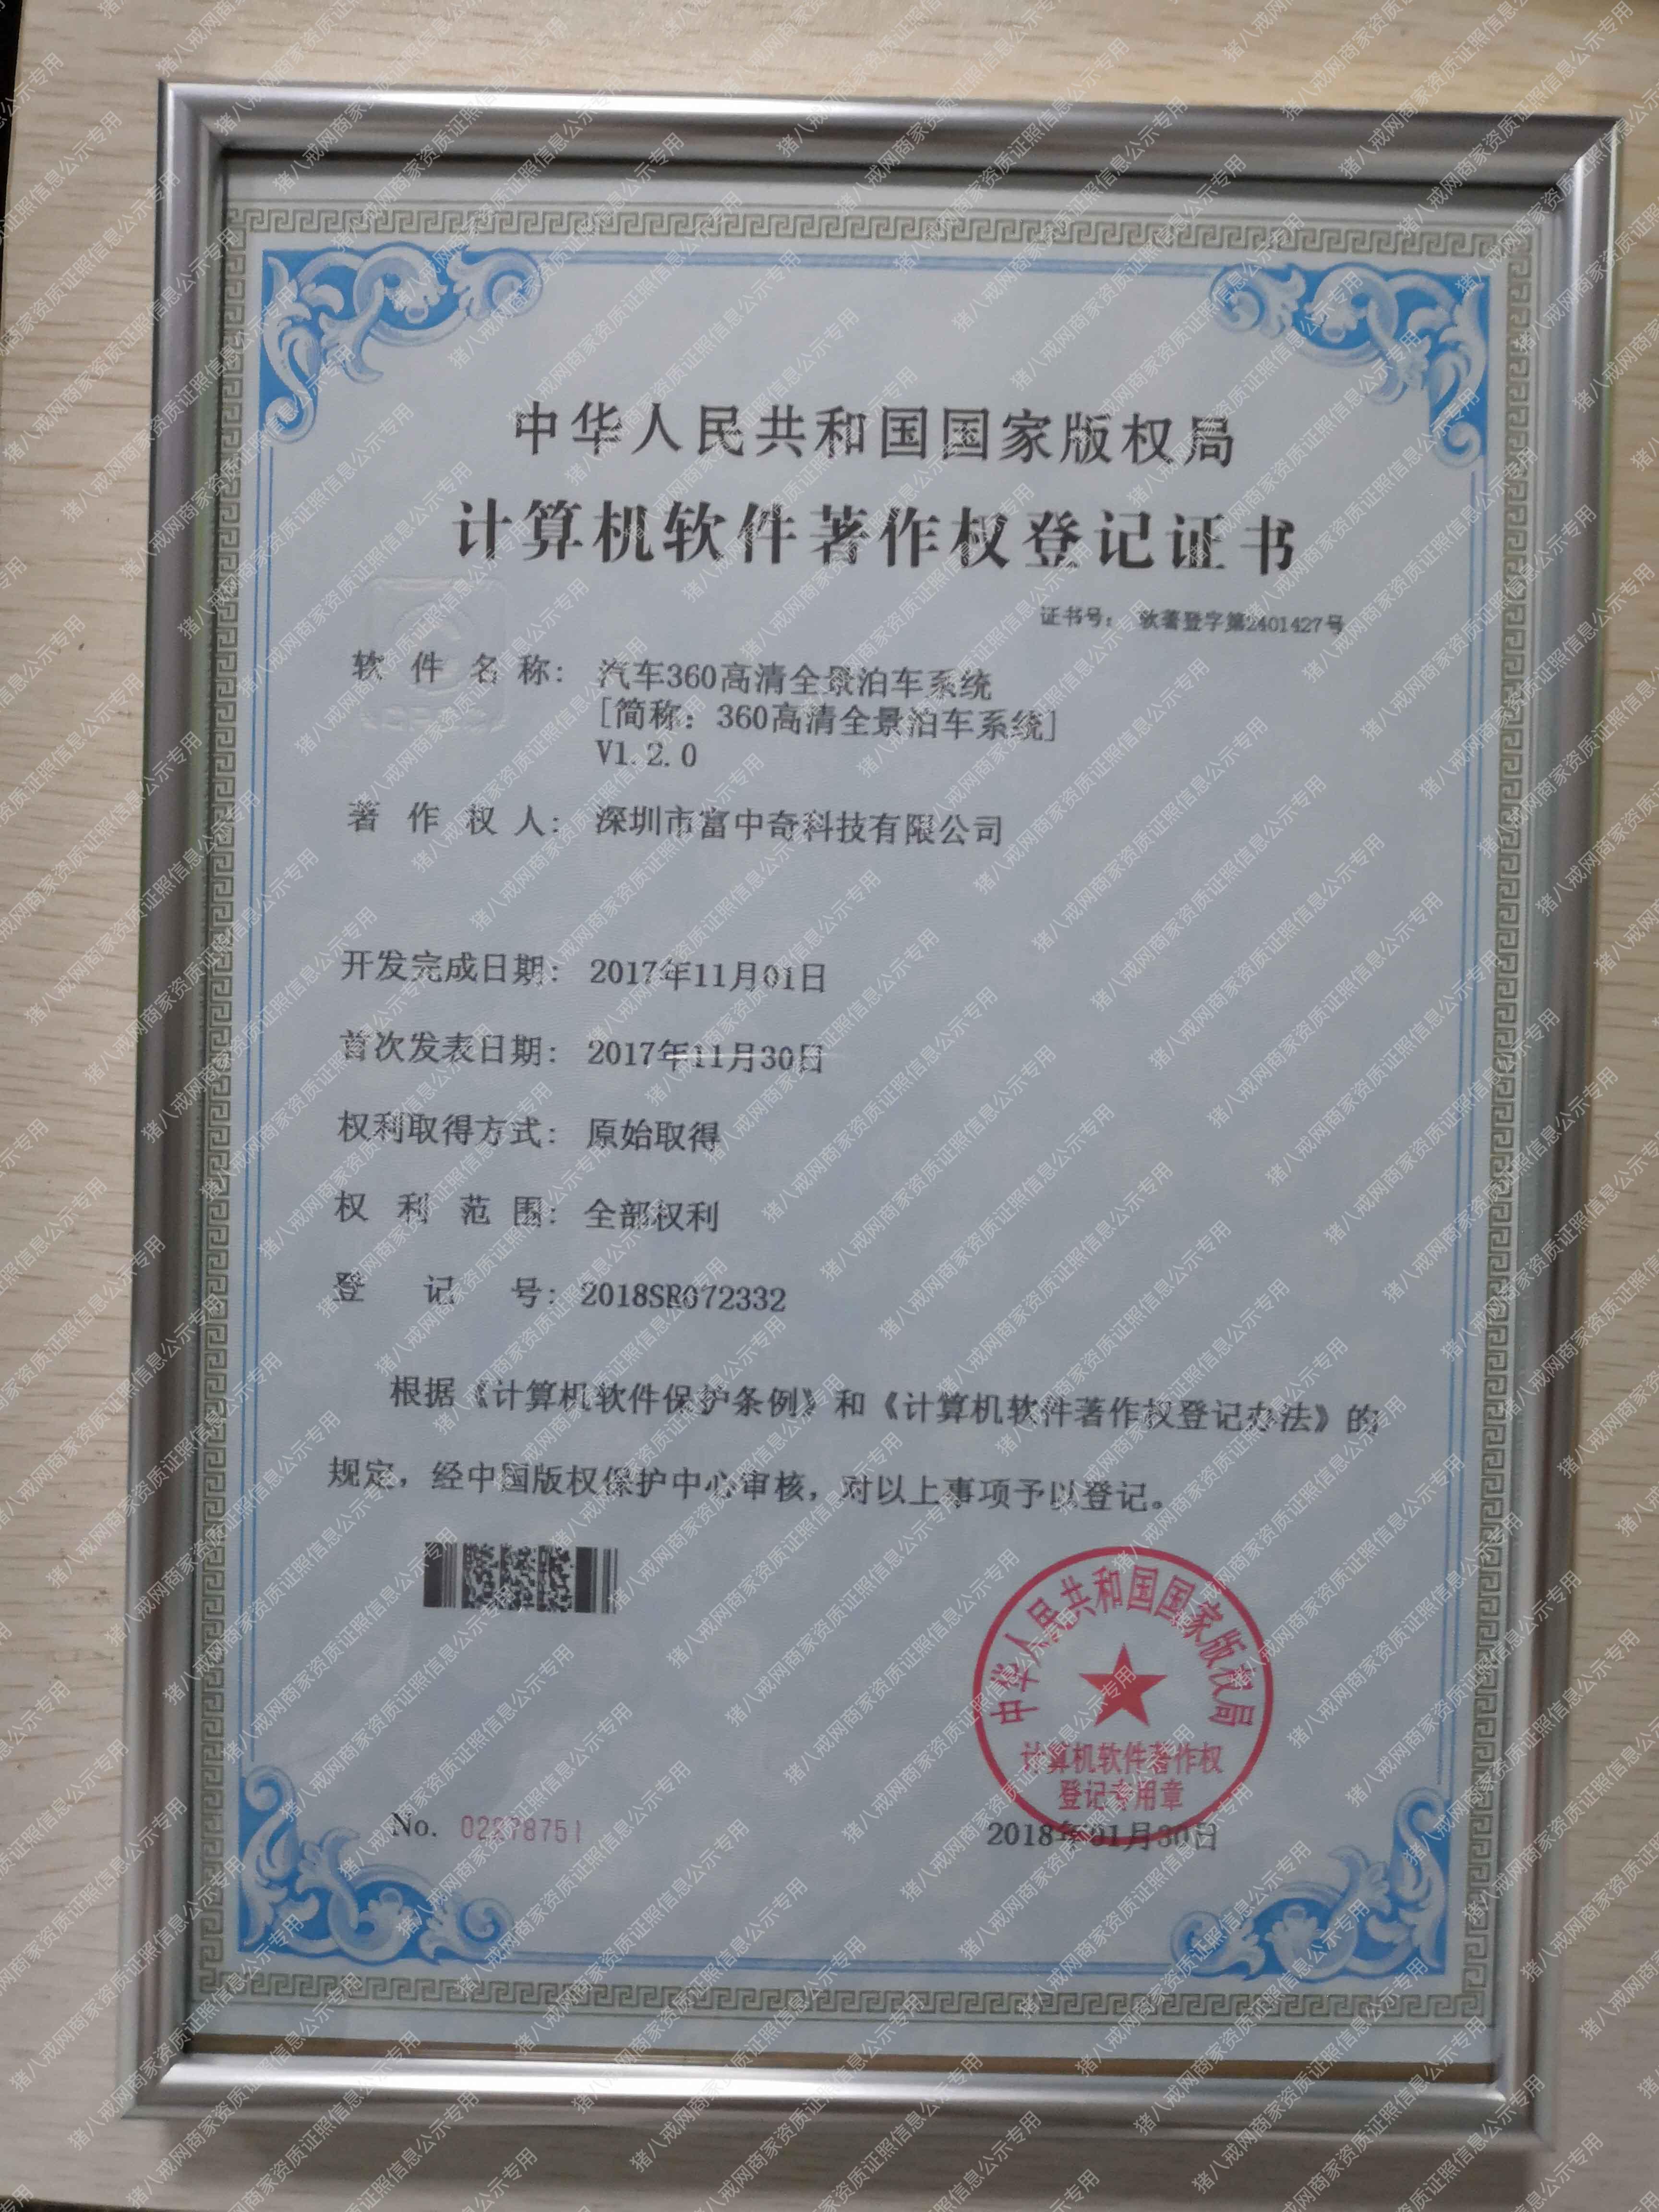 中华人民共和国国家版权局
计算机软件著作权登记证书
证书号： 软著登字第2401427号
软件名称： 汽车360高清全景泊车系统
[简称：360高清全景泊车系统]
V1.2.0
著作权人： 深圳市富中奇科技有限公司
开发完成日期： 2017年11月01日
首次发表日期： 2017年11月30日
权利取得方式： 原始取得
权利范围： 全部权利
登记号： 2018SR072332
根据《计算机软件保护条例》和《计算机软件著作权登记办法》的
规定，经中国版权保护中心审核，对以上事项予以登记。
中华人民共和国国家版权局
计算机软件著作权
登记专用章
No.
2018年01月30日
猪八戒网商家资质证照信息公示专用